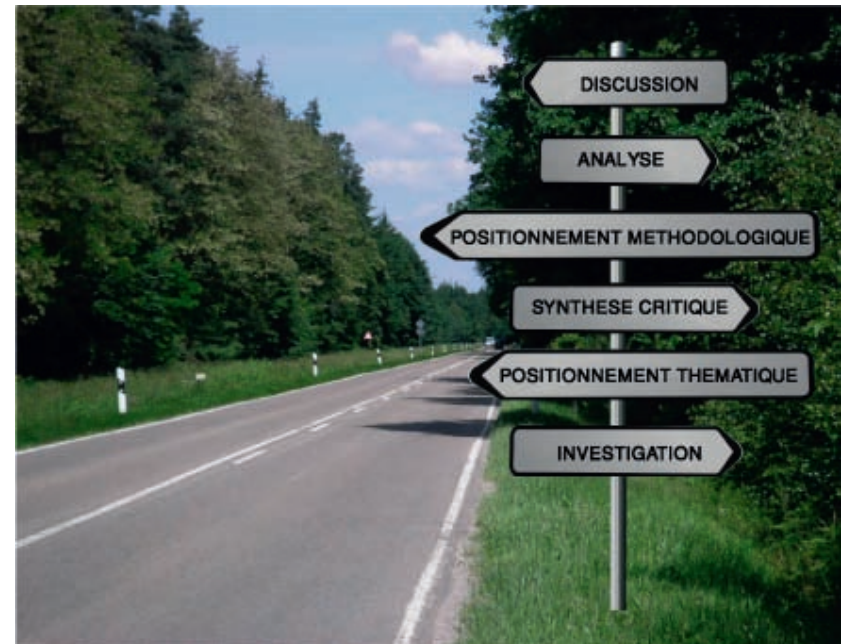 DISCUSSION
ANALYSE
POSITIONNEMENT METHODOLOGIQUE
SYNTHESE CRITIQUE
POSITIONNEMENT THEMATIQUE
INVESTIGATION